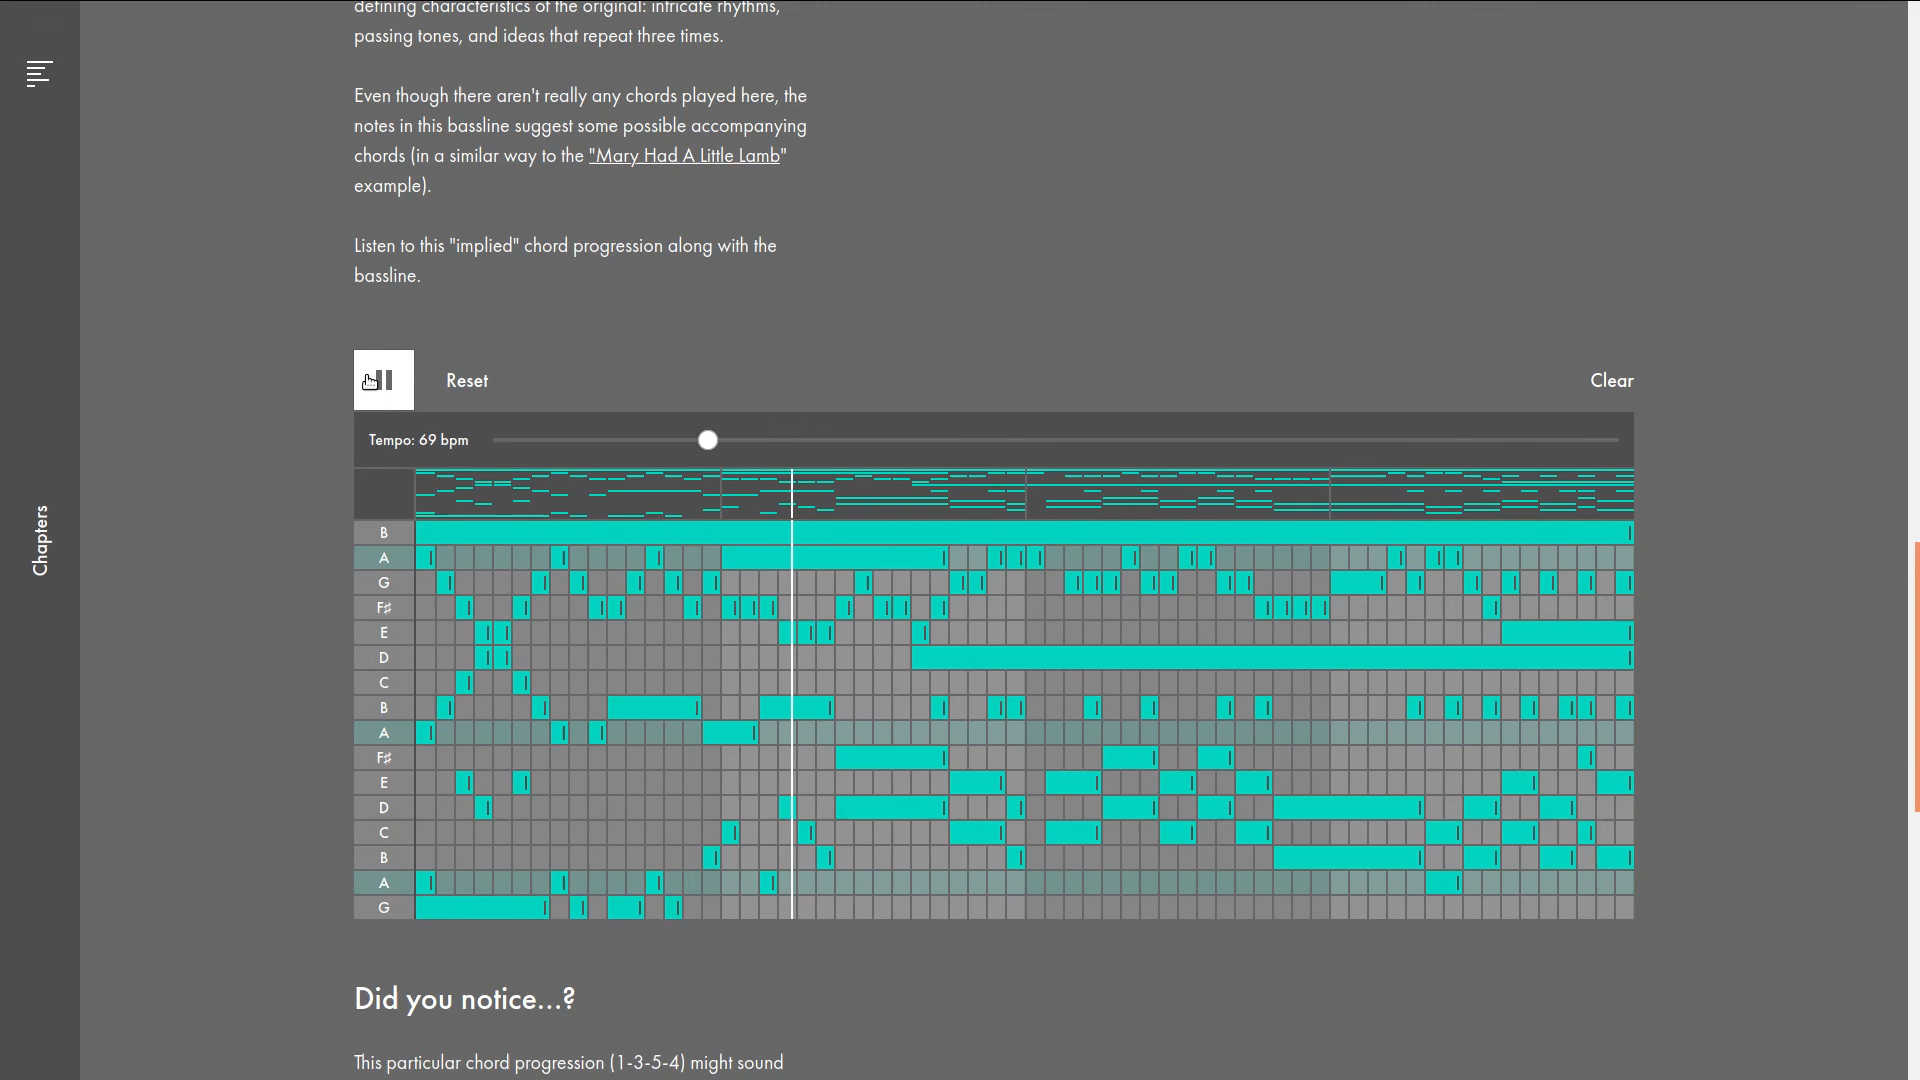 defining characteristics of the original: intricate rhythms,
passing tones, and ideas that repeat three times.
Even though there aren't really any chords played here, the
notes in this bassline suggest some possible accompanying
chords (in a similar way to the "Mary Had A Little Lamb"
example).
Listen to this "implied" chord progression along with the
bassline.
Chapters
Reset
Clear
Tempo: 69 bpm
B
A
G
F♯
E
D
C
B
A
F♯
E
D
C
B
A
G
Did you notice...?
This particular chord progression (1-3-5-4) might sound